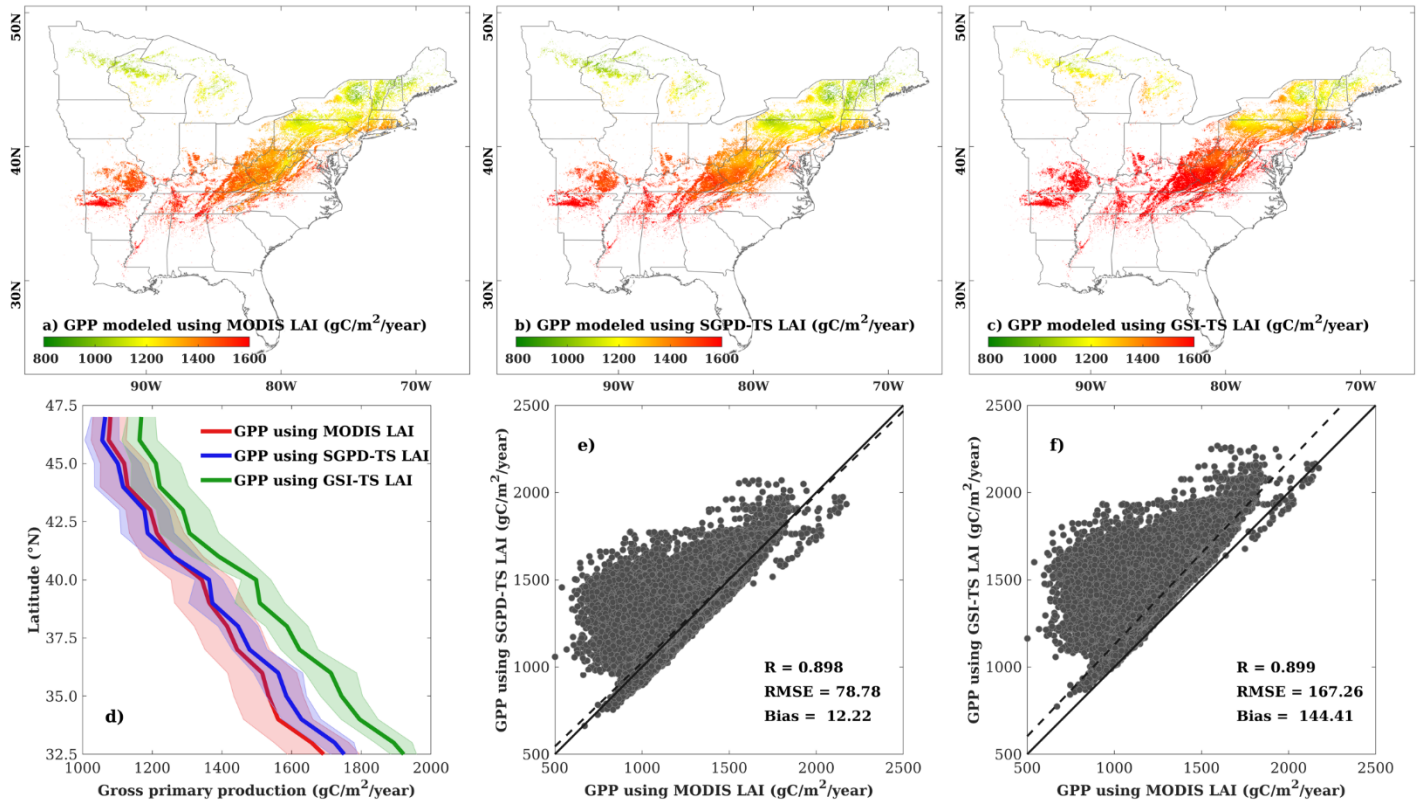 50N
40N
30N
a) GPP modeled using MODIS LAI (gC/m²/year)
800 1000 1200 1400 1600
90W 80W 70W
50N
40N
30N
b) GPP modeled using SGPD-TS LAI (gC/m²/year)
800 1000 1200 1400 1600
90W 80W 70W
50N
40N
30N
c) GPP modeled using GSI-TS LAI (gC/m²/year)
800 1000 1200 1400 1600
90W 80W 70W
47.5
45.0
42.5
40.0
37.5
35.0
32.5
Latitude (°N)
GPP using MODIS LAI
GPP using SGPD-TS LAI
GPP using GSI-TS LAI
d)
1000 1200 1400 1600 1800 2000
Gross primary production (gC/m²/year)
2500
2000
1500
1000
500
GPP using SGPD-TS LAI (gC/m²/year)
e)
R = 0.898
RMSE = 78.78
Bias = 12.22
500 1000 1500 2000 2500
GPP using MODIS LAI (gC/m²/year)
2500
2000
1500
1000
500
GPP using GSI-TS LAI (gC/m²/year)
f)
R = 0.899
RMSE = 167.26
Bias = 144.41
500 1000 1500 2000 2500
GPP using MODIS LAI (gC/m²/year)